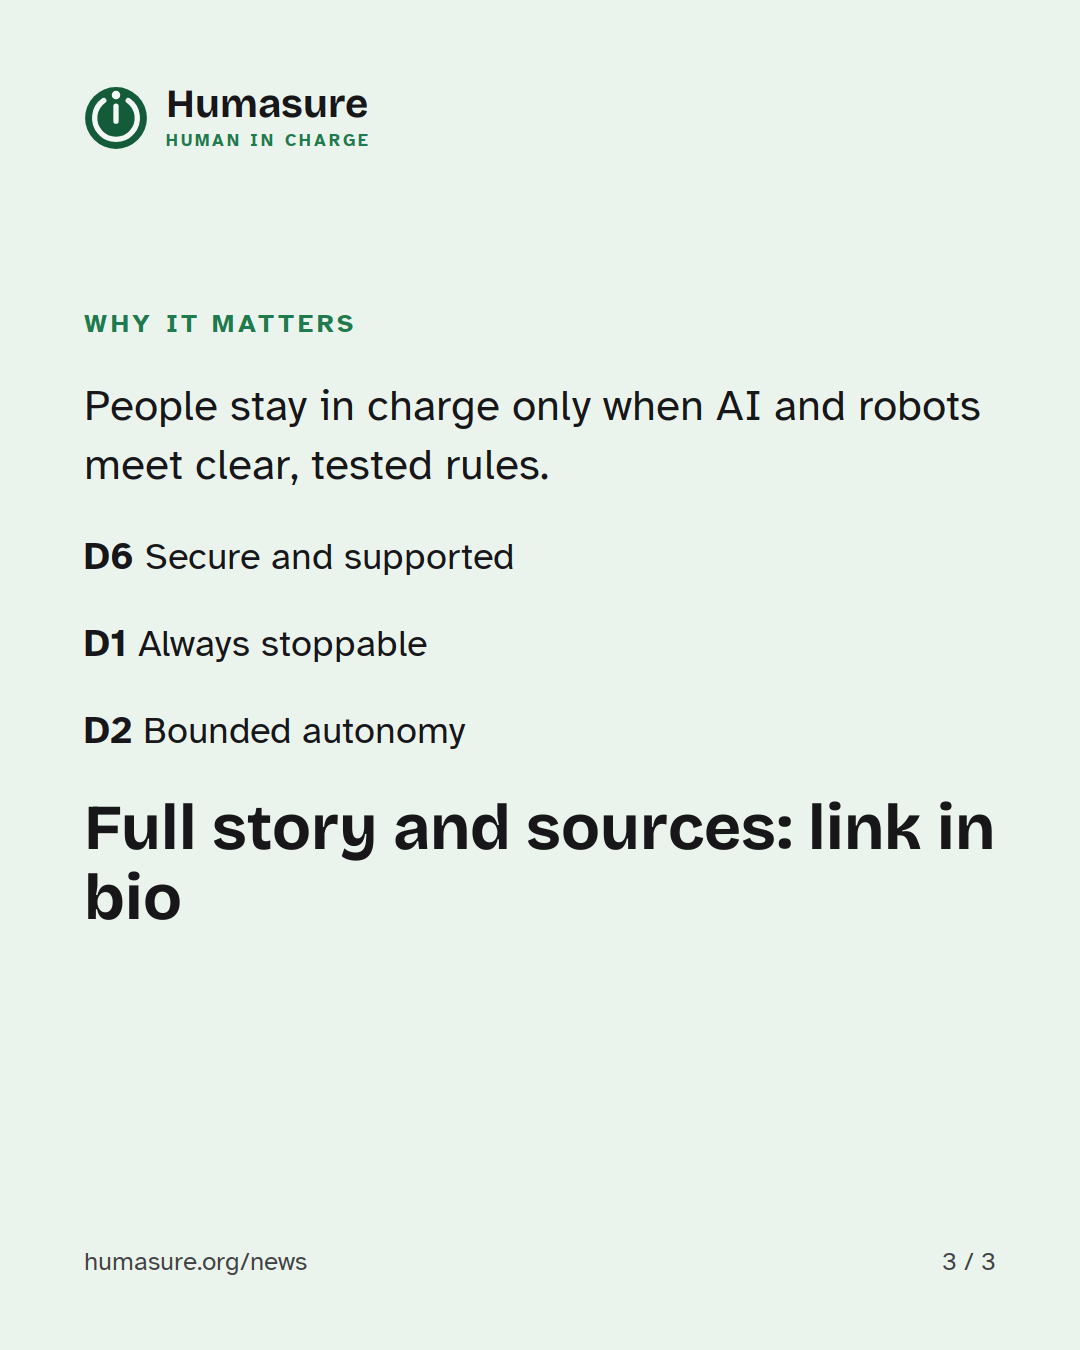 Humasure
HUMAN IN CHARGE
WHY IT MATTERS
People stay in charge only when AI and robots
meet clear, tested rules.
D6 Secure and supported
D1 Always stoppable
D2 Bounded autonomy
Full story and sources: link in
bio
humasure.org/news
3 / 3